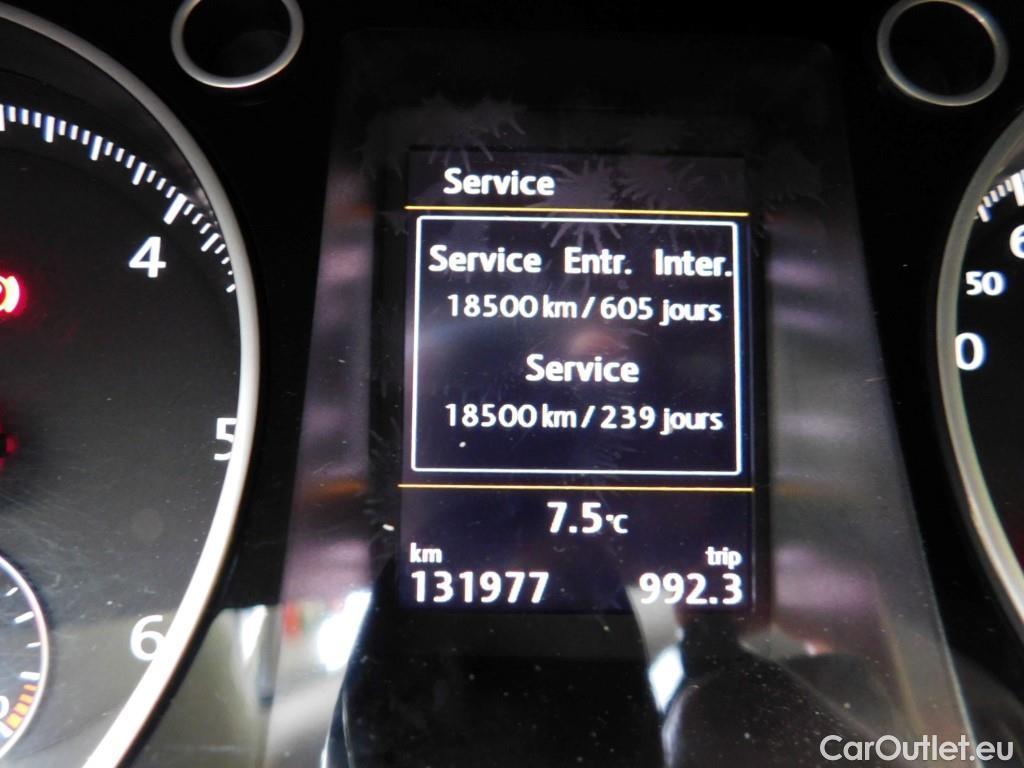 Service
Service Entr. Inter.
18500 km / 605 jours
Service
18500 km / 239 jours
7.5°C
km trip
131977 992.3
4
5
6
50
0
CarOutlet.eu